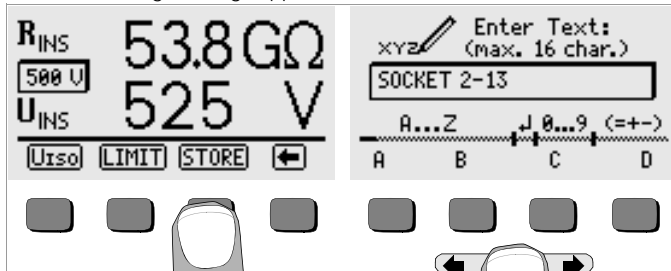 RINS 53.8 GΩ
500 V
UINS 525 V
UISO LIMIT STORE
xyz Enter Text:
(max. 16 char.)
SOCKET 2-13
A...Z ↲ 0...9 (=+-)
A B C D